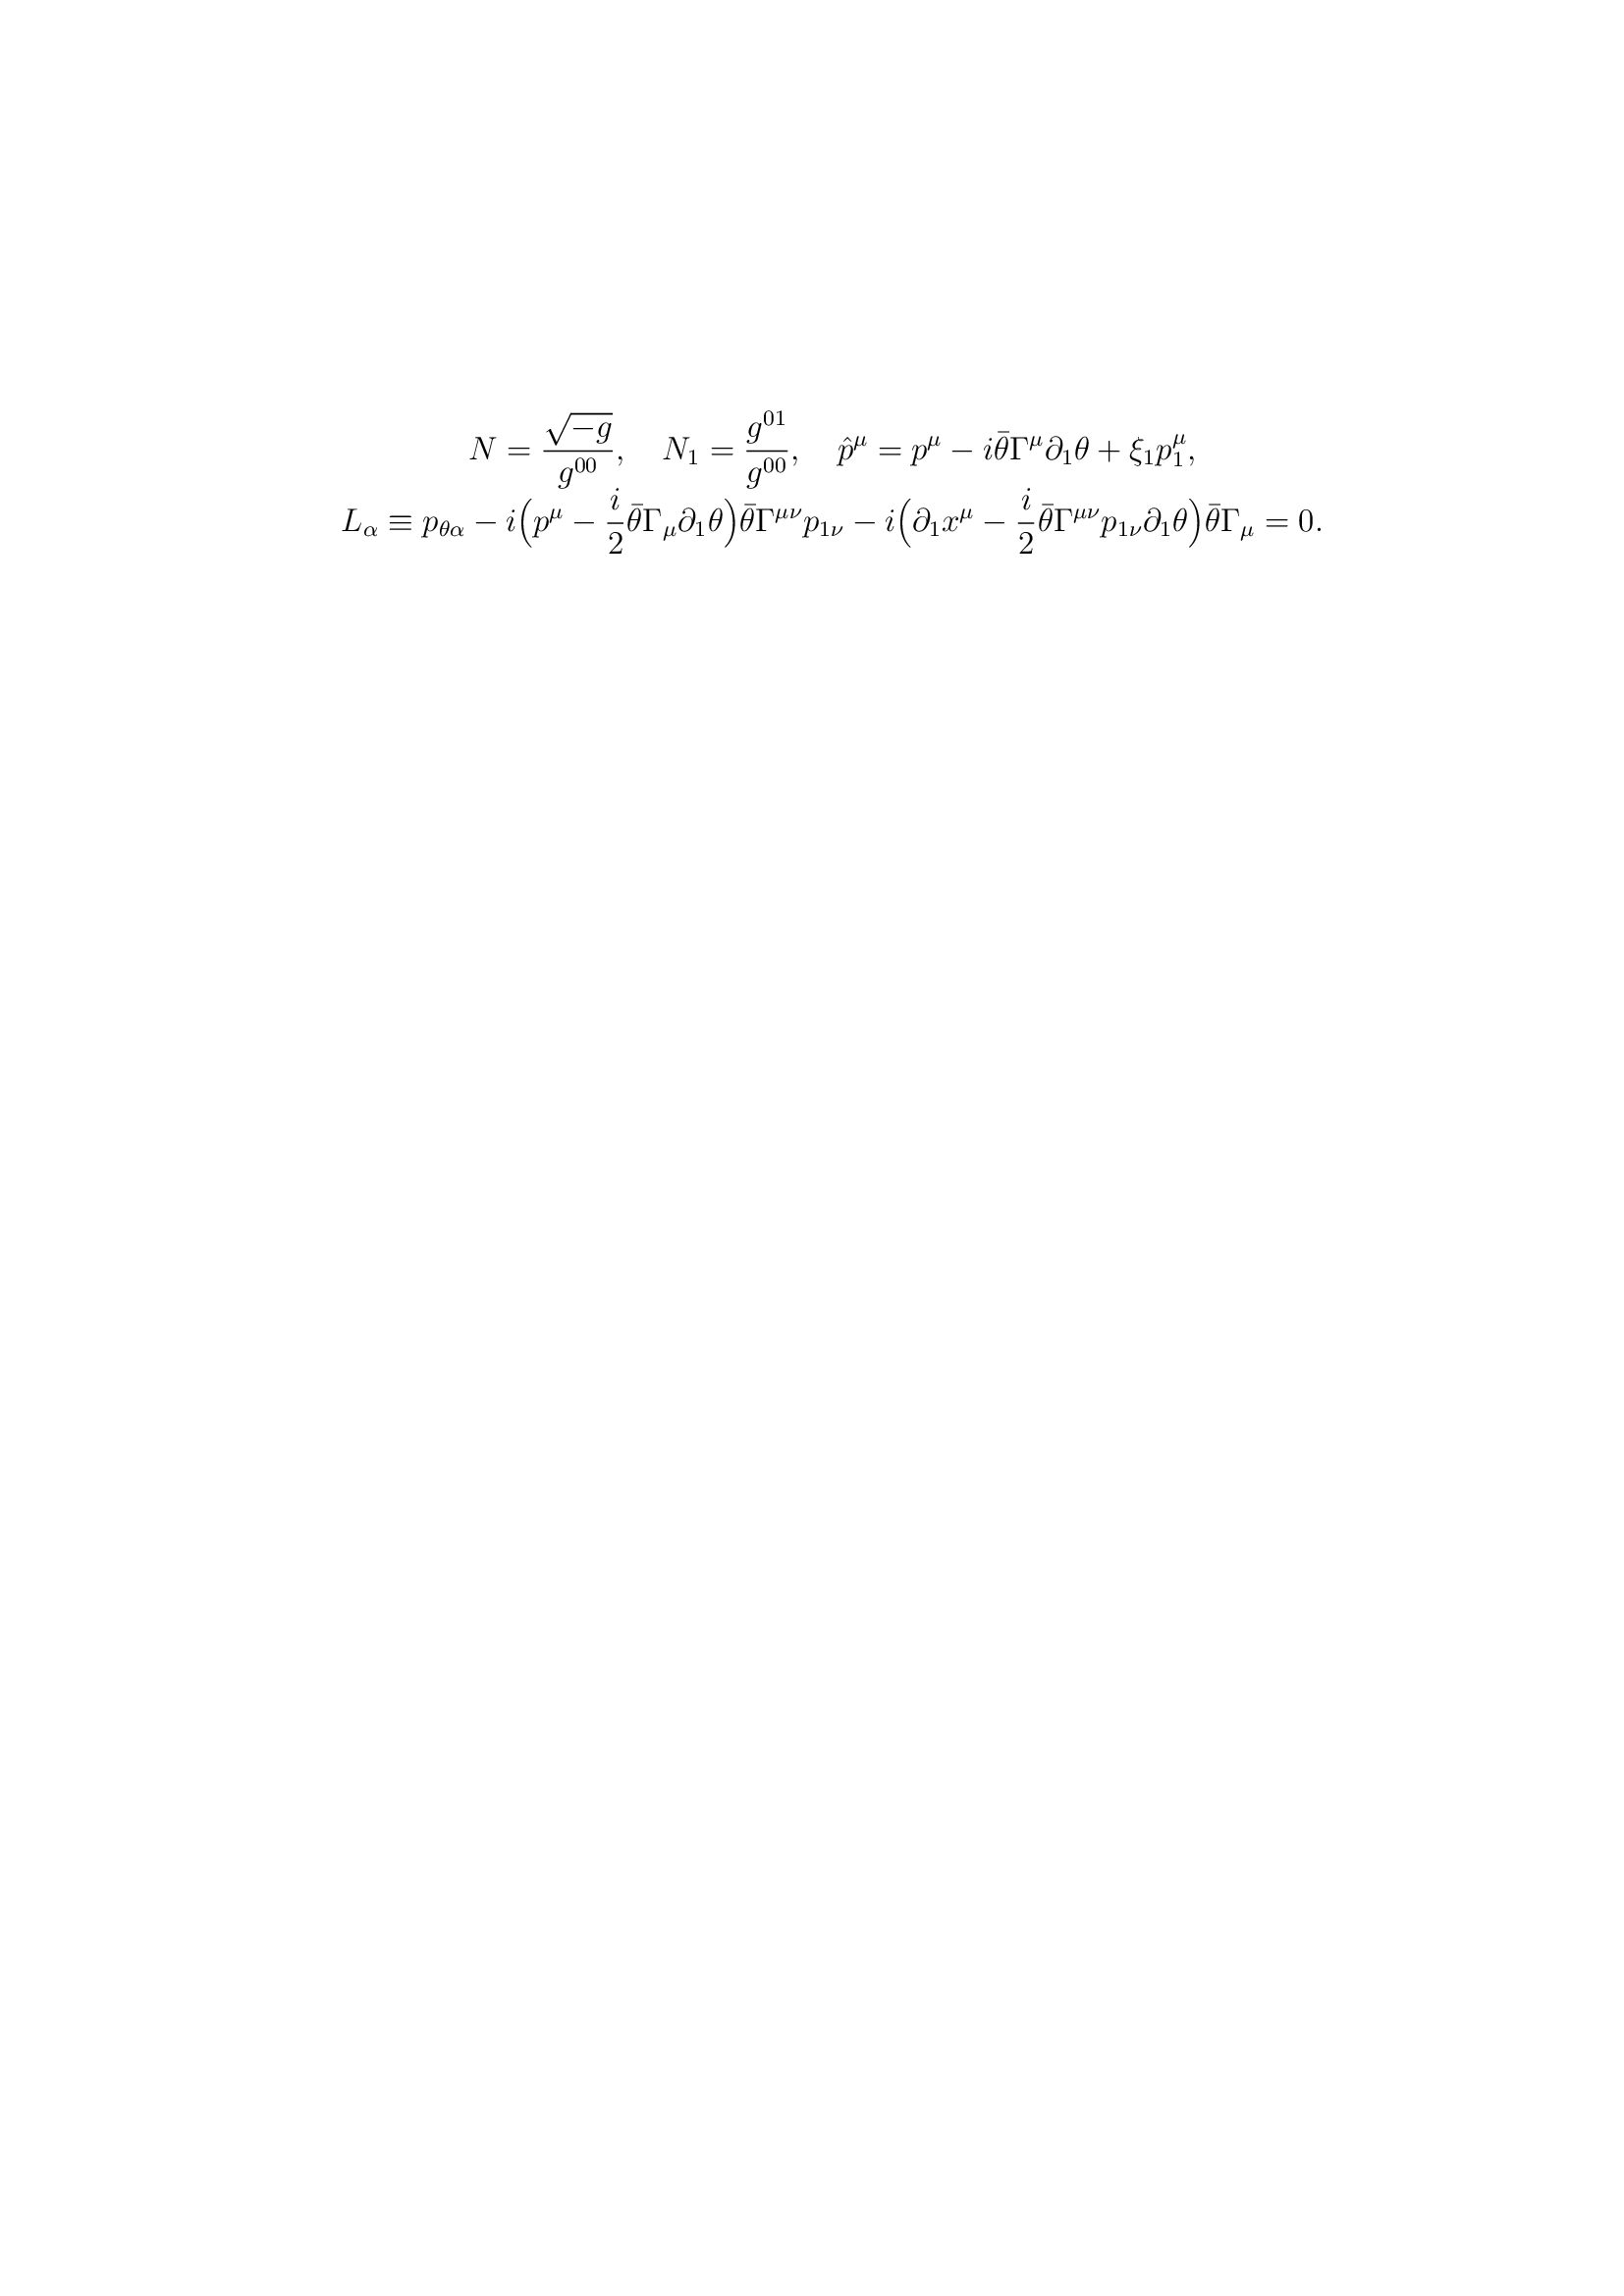 $N = \frac{\sqrt{-g}}{g^{00}}, \quad N_1 = \frac{g^{01}}{g^{00}}, \quad \hat{p}^{\mu} = p^{\mu} - i\bar{\theta}\Gamma^{\mu}\partial_1\theta + \xi_1 p_1^{\mu},$
$L_{\alpha} \equiv p_{\theta\alpha} - i\Big(p^{\mu} - \frac{i}{2}\bar{\theta}\Gamma_{\mu}\partial_1\theta\Big)\bar{\theta}\Gamma^{\mu\nu}p_{1\nu} - i\Big(\partial_1 x^{\mu} - \frac{i}{2}\bar{\theta}\Gamma^{\mu\nu}p_{1\nu}\partial_1\theta\Big)\bar{\theta}\Gamma_{\mu} = 0.$